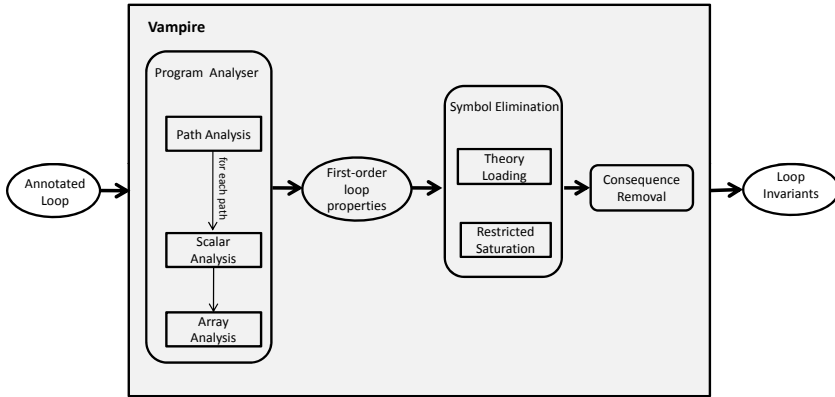 Vampire
Program Analyser
Path Analysis
for each path
Scalar
Analysis
Array
Analysis
Annotated
Loop
First-order
loop
properties
Symbol Elimination
Theory
Loading
Restricted
Saturation
Consequence
Removal
Loop
Invariants